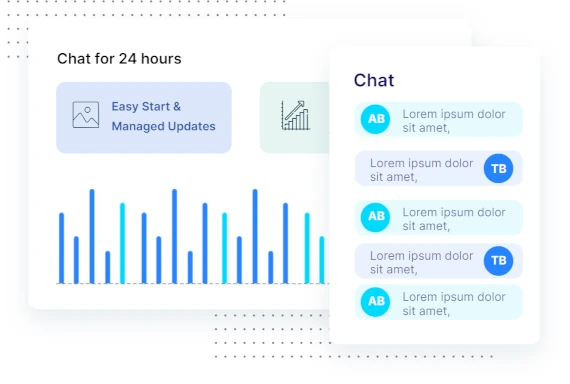 Chat for 24 hours
Easy Start &
Managed Updates
Chat
AB
Lorem ipsum dolor
sit amet,
Lorem ipsum dolor
sit amet,
TB
AB
Lorem ipsum dolor
sit amet,
Lorem ipsum dolor
sit amet,
TB
AB
Lorem ipsum dolor
sit amet,